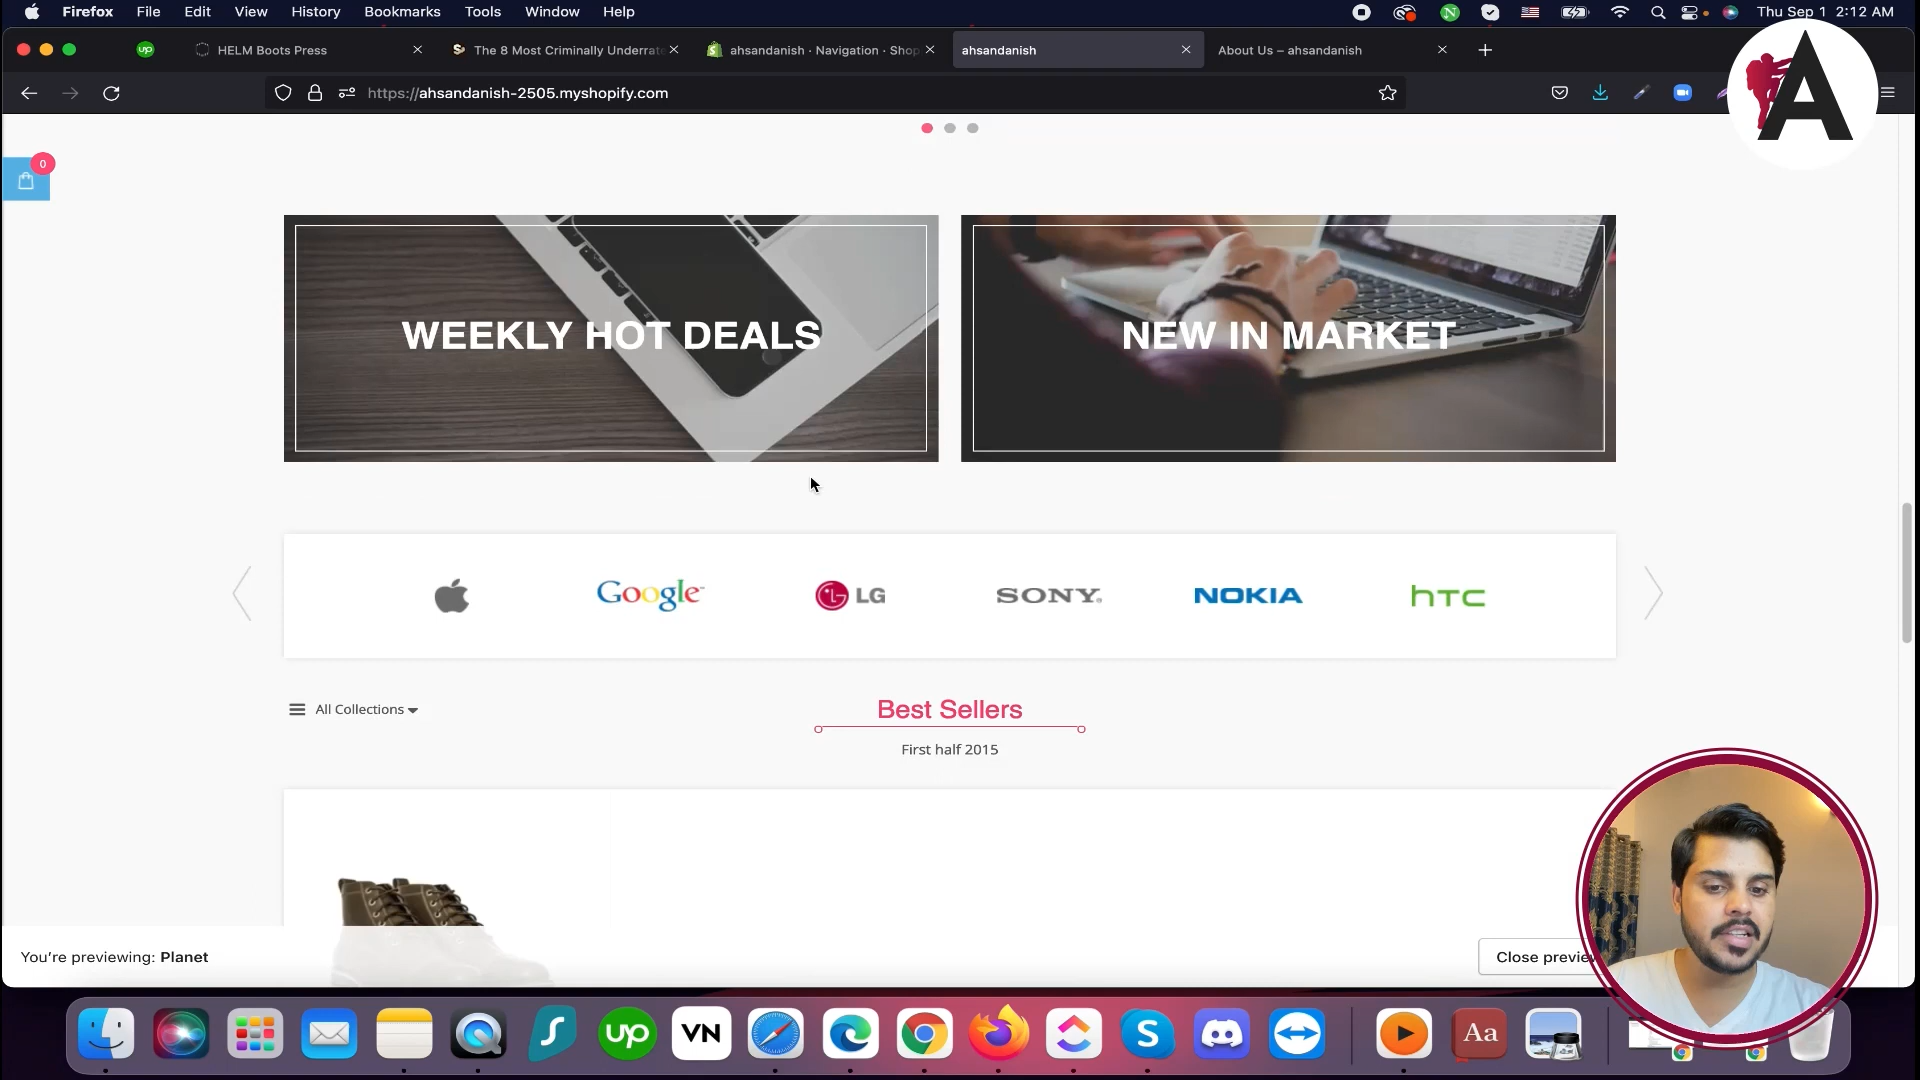 Firefox File Edit View History Bookmarks Tools Window Help Thu Sep 1 2:12 AM
up HELM Boots Press The 8 Most Criminally Underrate ahsandanish · Navigation · Shop ahsandanish About Us – ahsandanish
https://ahsandanish-2505.myshopify.com
A
0
WEEKLY HOT DEALS NEW IN MARKET
Google LG SONY NOKIA hTC
All Collections Best Sellers
First half 2015
You're previewing: Planet Close previe
up VN S Aa